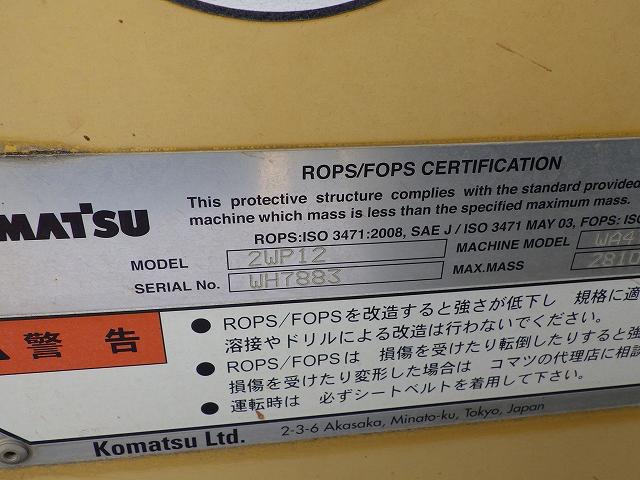 ROPS/FOPS CERTIFICATION
This protective structure complies with the standard provided
machine which mass is less than the specified maximum mass.
ROPS:ISO 3471:2008, SAE J / ISO 3471 MAY 03, FOPS: ISO
MODEL 2WP12 MACHINE MODEL WA4
SERIAL No. WH7883 MAX.MASS 2810
警告
● ROPS/FOPSを改造すると強さが低下し 規格に適
溶接やドリルによる改造は行わないでください。
● ROPS/FOPSは 損傷を受けたり転倒したりすると強
損傷を受けたり変形した場合は コマツの代理店に相談
● 運転時は 必ずシートベルトを着用して下さい。
Komatsu Ltd. 2-3-6 Akasaka, Minato-ku, Tokyo, Japan